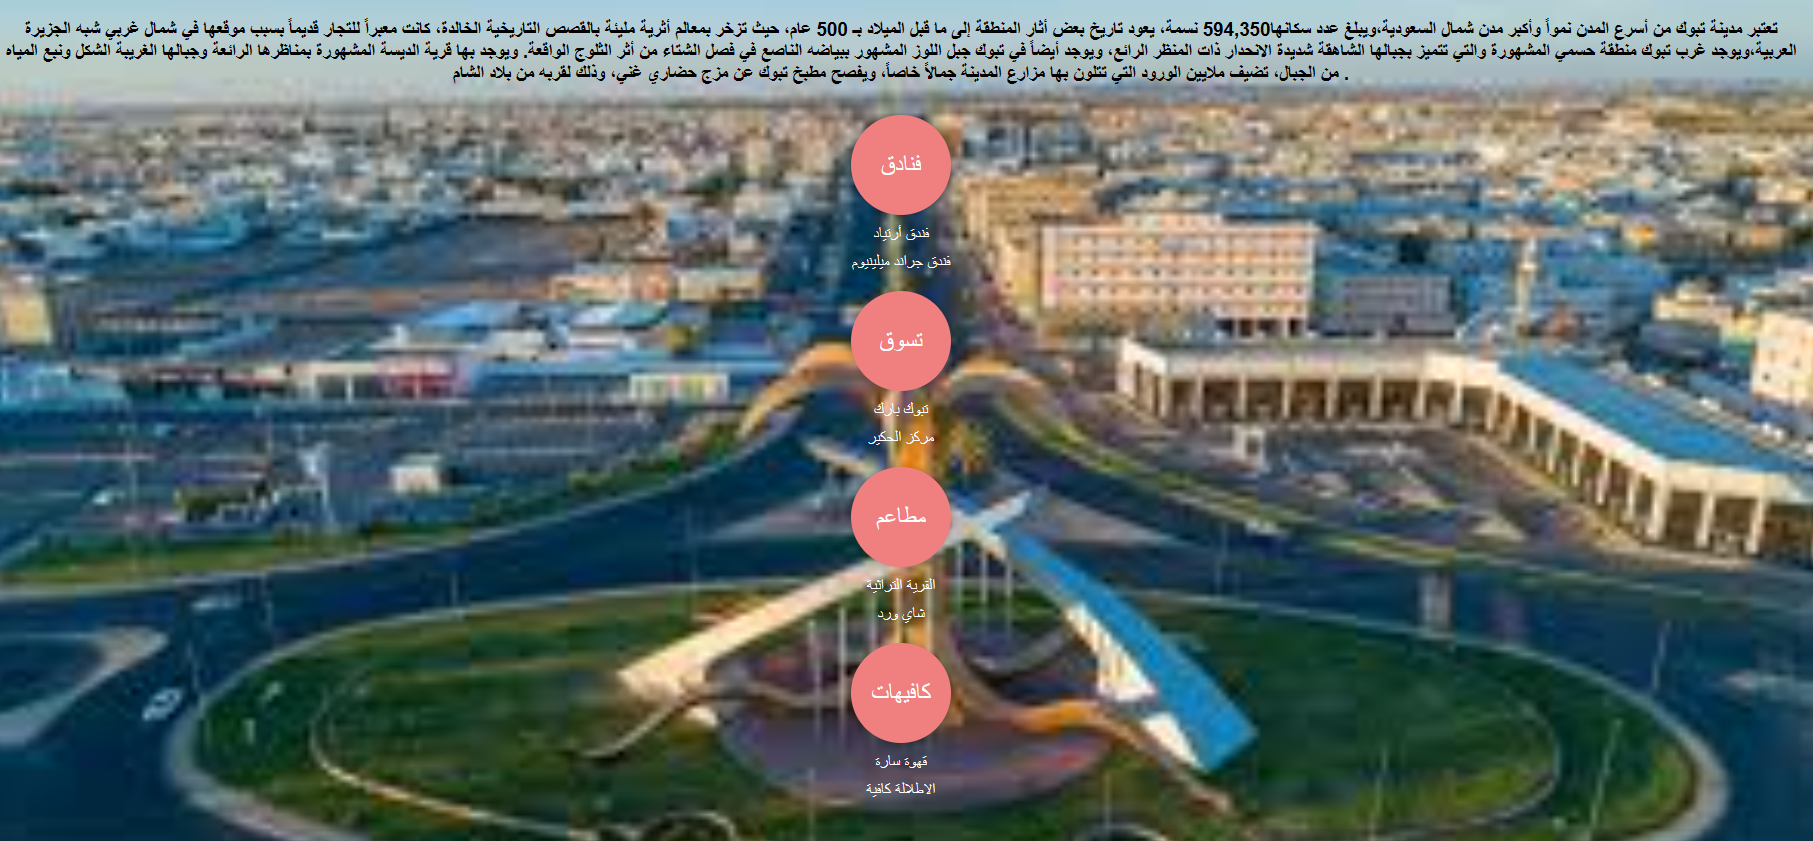 تعتبر مدينة تبوك من أسرع المدن نمواً وأكبر مدن شمال السعودية،ويبلغ عدد سكانها594,350 نسمة، يعود تاريخ بعض أثار المنطقة إلى ما قبل الميلاد بـ 500 عام، حيث تزخر بمعالم أثرية مليئة بالقصص التاريخية الخالدة، كانت معبراً للتجار قديماً بسبب موقعها في شمال غربي شبه الجزيرة
العربية،ويوجد غرب تبوك منطقة حسمي المشهورة والتي تتميز بجبالها الشاهقة شديدة الانحدار ذات المنظر الرائع، ويوجد أيضاً في تبوك جبل اللوز المشهور ببياضه الناصع في فصل الشتاء من أثر الثلوج الواقعة. ويوجد بها قرية الديسة المشهورة بمناظرها الرائعة وجبالها الغريبة الشكل ونبع المياه
من الجبال، تضيف ملايين الورود التي تتلون بها مزارع المدينة جمالاً خاصاً، ويفصح مطبخ تبوك عن مزج حضاري غني، وذلك لقربه من بلاد الشام .
فنادق
فندق أرتياد
فندق جراند ميلينيوم
تسوق
تبوك بارك
مركز الحكير
مطاعم
القرية التراثية
شاي ورد
كافيهات
قهوة سارة
الاطلالة كافية